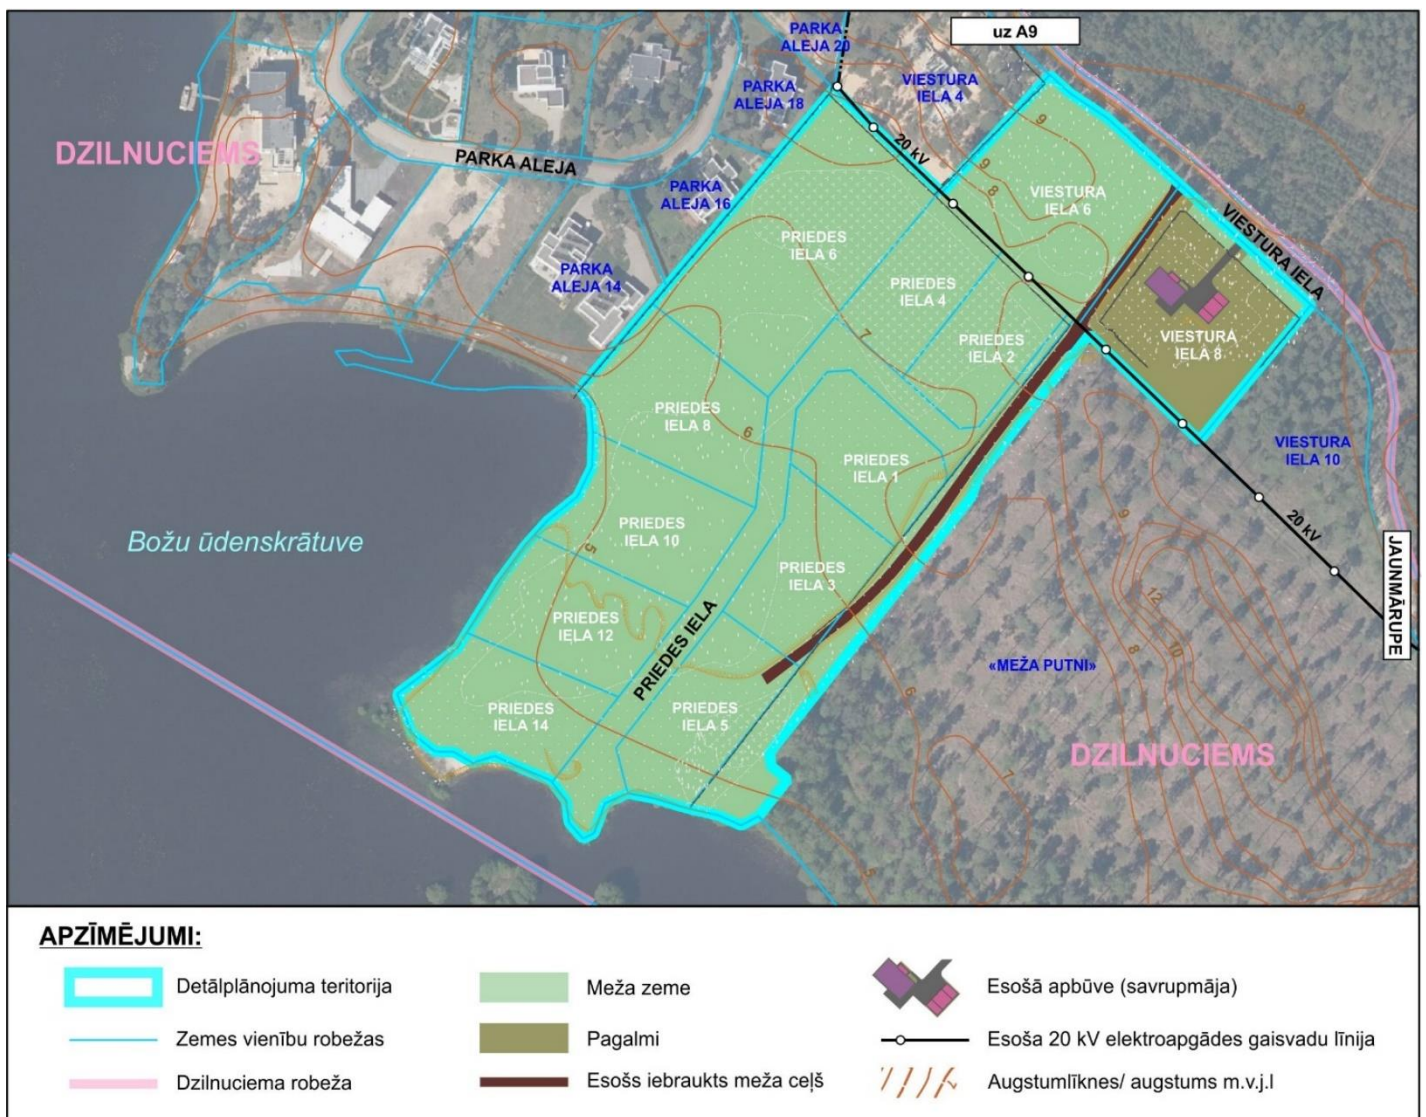 uz A9
PARKA
ALEJA 20
VIESTURA
IELA 4
PARKA
ALEJA 18
DZILNUCIEMS
PARKA ALEJA
20 kV
9
9
9
8
PARKA
ALEJA 16
VIESTURA
IELA 6
VIESTURA IELA
PRIEDES
IELA 6
PARKA
ALEJA 14
PRIEDES
IELA 4
7
PRIEDES
IELA 2
VIESTURA
IELA 8
PRIEDES
IELA 8
6
PRIEDES
IELA 1
VIESTURA
IELA 10
Božu ūdenskrātuve
PRIEDES
IELA 10
5
9
20 kV
JAUNMĀRUPE
PRIEDES
IELA 3
12
PRIEDES
IELA 12
PRIEDES IELA
8
10
«MEŽA PUTNI»
6
PRIEDES
IELA 14
PRIEDES
IELA 5
DZILNUCIEMS
7
5
APZĪMĒJUMI:
Detālplānojuma teritorija
Meža zeme
Esošā apbūve (savrupmāja)
Zemes vienību robežas
Pagalmi
Esoša 20 kV elektroapgādes gaisvadu līnija
Dzilnuciema robeža
Esošs iebraukts meža ceļš
Augstumlīknes/ augstums m.v.j.l